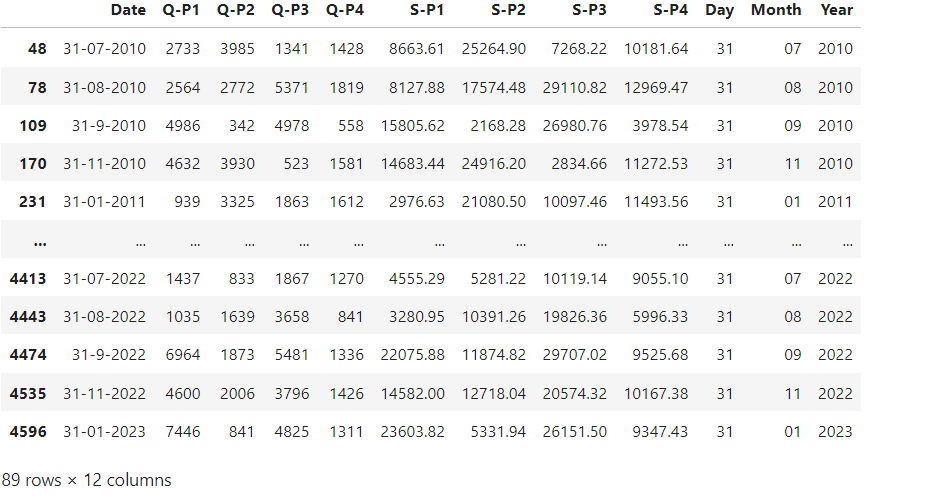 Date Q-P1 Q-P2 Q-P3 Q-P4 S-P1 S-P2 S-P3 S-P4 Day Month Year
48 31-07-2010 2733 3985 1341 1428 8663.61 25264.90 7268.22 10181.64 31 07 2010
78 31-08-2010 2564 2772 5371 1819 8127.88 17574.48 29110.82 12969.47 31 08 2010
109 31-9-2010 4986 342 4978 558 15805.62 2168.28 26980.76 3978.54 31 09 2010
170 31-11-2010 4632 3930 523 1581 14683.44 24916.20 2834.66 11272.53 31 11 2010
231 31-01-2011 939 3325 1863 1612 2976.63 21080.50 10097.46 11493.56 31 01 2011
... ... ... ... ... ... ... ... ... ... ... ... ...
4413 31-07-2022 1437 833 1867 1270 4555.29 5281.22 10119.14 9055.10 31 07 2022
4443 31-08-2022 1035 1639 3658 841 3280.95 10391.26 19826.36 5996.33 31 08 2022
4474 31-9-2022 6964 1873 5481 1336 22075.88 11874.82 29707.02 9525.68 31 09 2022
4535 31-11-2022 4600 2006 3796 1426 14582.00 12718.04 20574.32 10167.38 31 11 2022
4596 31-01-2023 7446 841 4825 1311 23603.82 5331.94 26151.50 9347.43 31 01 2023
89 rows × 12 columns